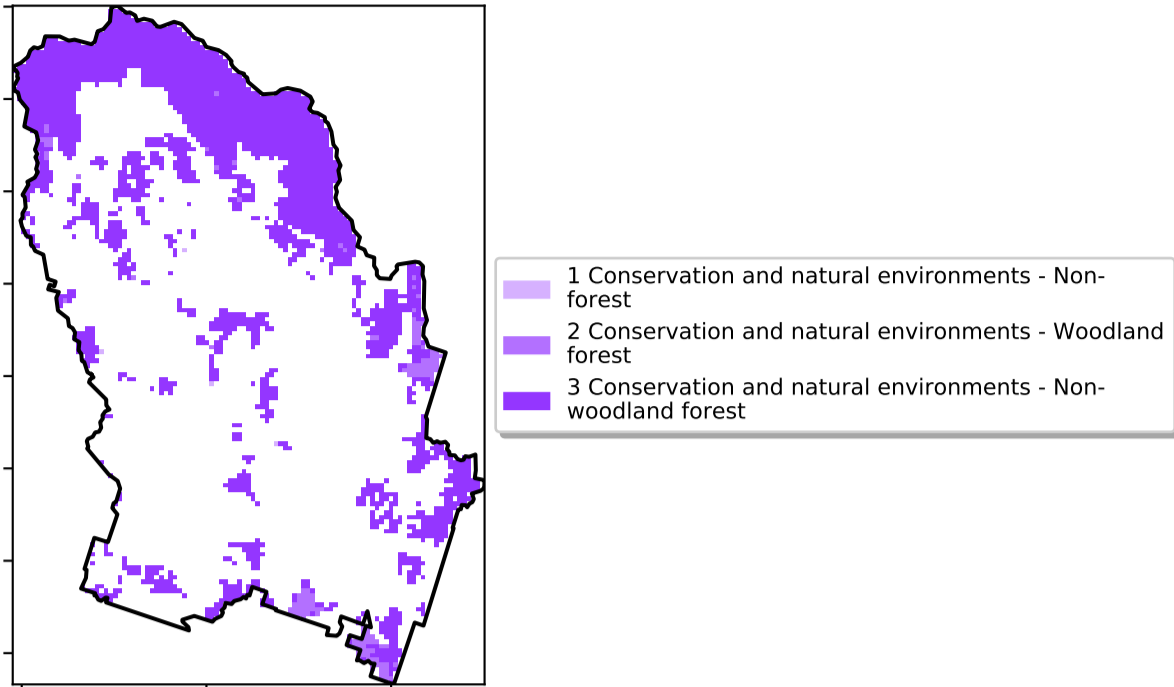 1 Conservation and natural environments - Non-
forest
2 Conservation and natural environments - Woodland
forest
3 Conservation and natural environments - Non-
woodland forest